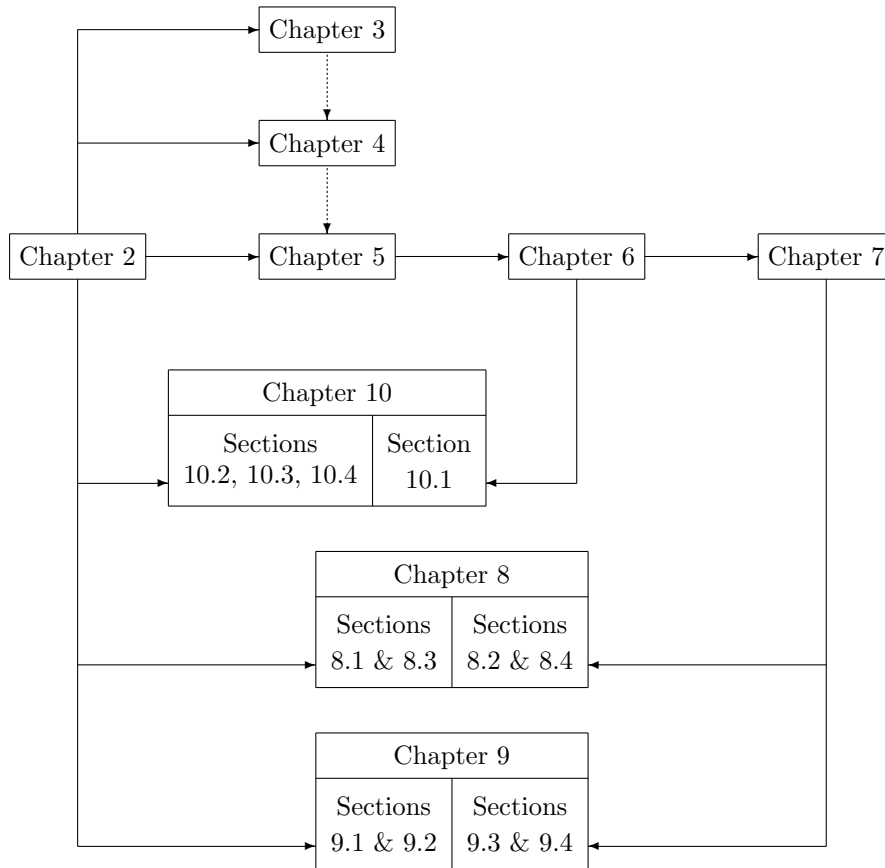 Chapter 3
Chapter 4
Chapter 2
Chapter 5
Chapter 6
Chapter 7
Chapter 10
Sections
10.2, 10.3, 10.4
Section
10.1
Chapter 8
Sections
8.1 & 8.3
Sections
8.2 & 8.4
Chapter 9
Sections
9.1 & 9.2
Sections
9.3 & 9.4